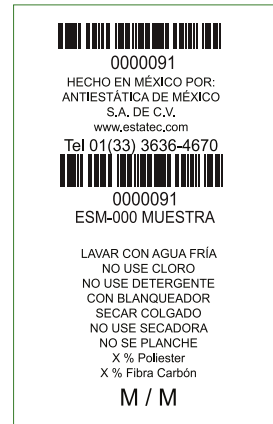 0000091
HECHO EN MÉXICO POR:
ANTIESTÁTICA DE MÉXICO
S.A. DE C.V.
www.estatec.com
Tel 01(33) 3636-4670
0000091
ESM-000 MUESTRA
LAVAR CON AGUA FRÍA
NO USE CLORO
NO USE DETERGENTE
CON BLANQUEADOR
SECAR COLGADO
NO USE SECADORA
NO SE PLANCHE
X % Poliester
X % Fibra Carbón
M / M